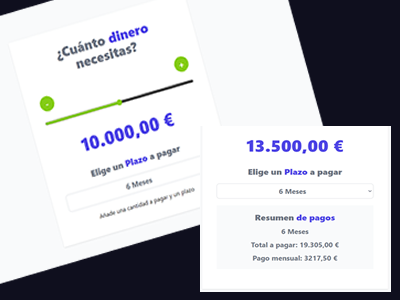 ¿Cuánto dinero
necesitas?
-
+
10.000,00 €
Elige un Plazo a pagar
6 Meses
Añade una cantidad a pagar y un plazo
13.500,00 €
Elige un Plazo a pagar
6 Meses
Resumen de pagos
6 Meses
Total a pagar: 19.305,00 €
Pago mensual: 3217,50 €